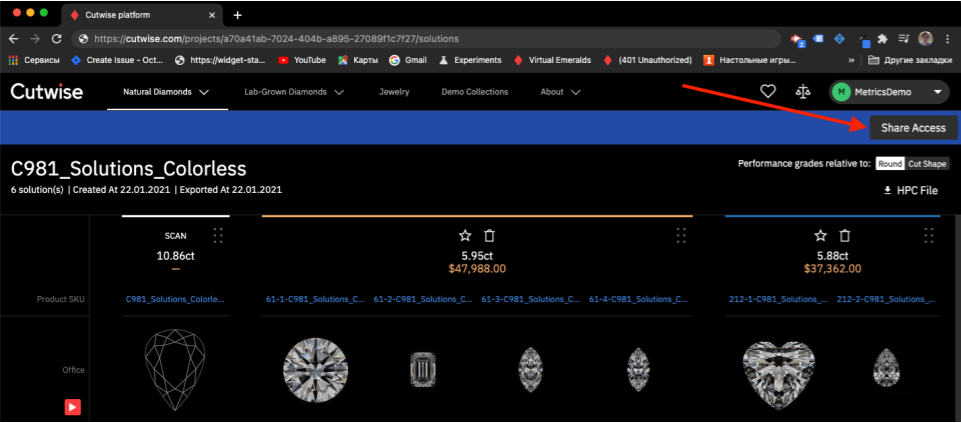 Cutwise platform
https://cutwise.com/projects/a70a41ab-7024-404b-a895-27089f1c7f27/solutions
Сервисы Create Issue - Oct... https://widget-sta... YouTube Карты Gmail Experiments Virtual Emeralds (401 Unauthorized) Настольные игры... » Другие закладки
Cutwise Natural Diamonds Lab-Grown Diamonds Jewelry Demo Collections About M MetricsDemo
Share Access
C981_Solutions_Colorless
Performance grades relative to: Round Cut Shape
6 solution(s) | Created At 22.01.2021 | Exported At 22.01.2021
HPC File
SCAN
10.86ct 5.95ct 5.88ct
— $47,988.00 $37,362.00
Product SKU C981_Solutions_Colorle... 61-1-C981_Solutions_C... 61-2-C981_Solutions_C... 61-3-C981_Solutions_C... 61-4-C981_Solutions_C... 212-1-C981_Solutions_... 212-2-C981_Solutions_...
Office